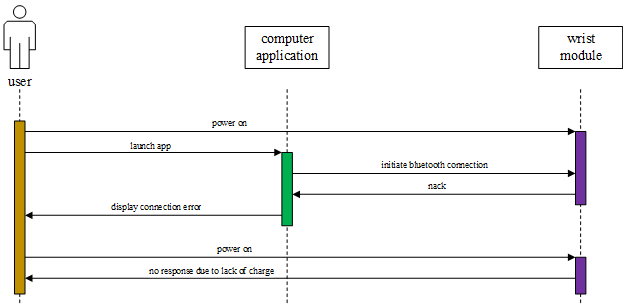 computer
application
wrist
module
user
power on
launch app
initiate bluetooth connection
nack
display connection error
power on
no response due to lack of charge